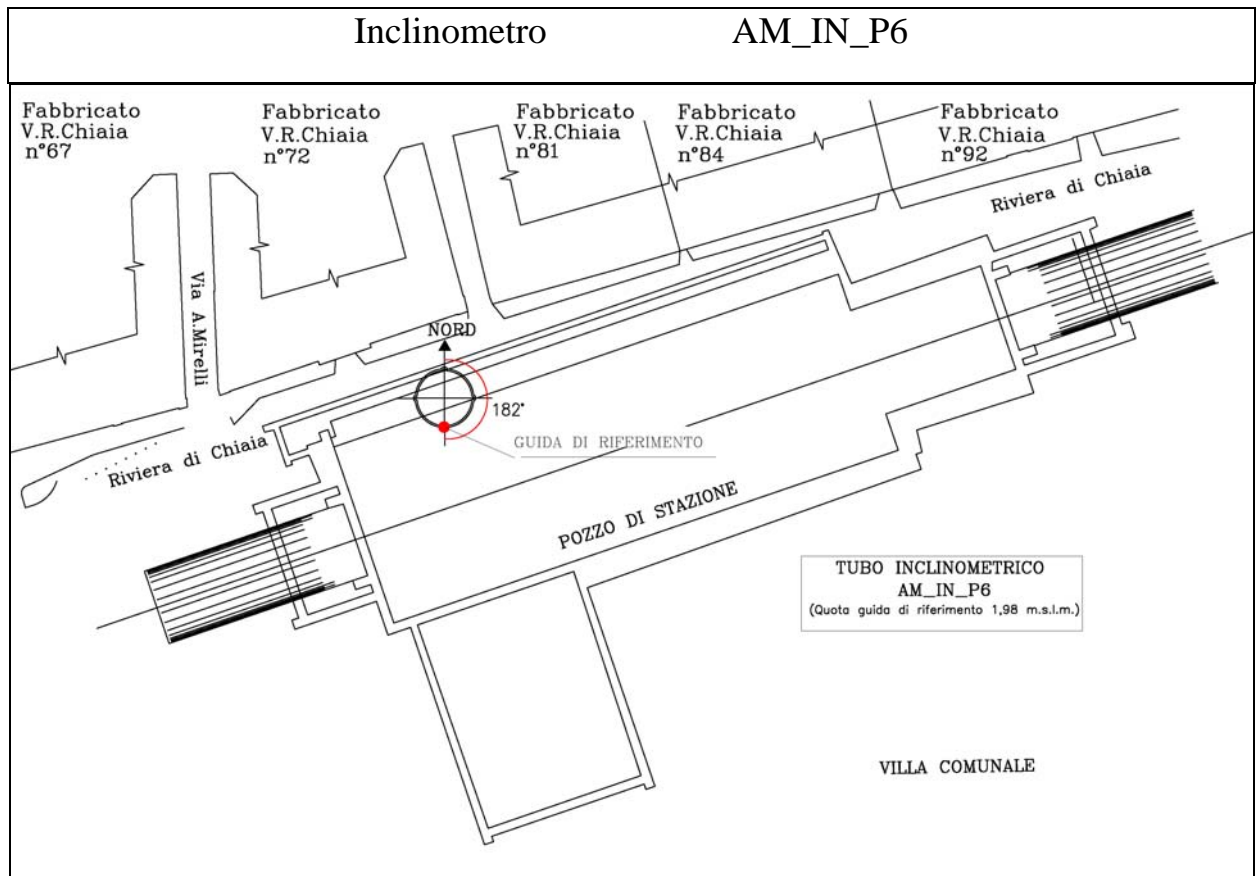 Inclinometro AM_IN_P6
Fabbricato
V.R.Chiaia
n°67
Fabbricato
V.R.Chiaia
n°72
Fabbricato
V.R.Chiaia
n°81
Fabbricato
V.R.Chiaia
n°84
Fabbricato
V.R.Chiaia
n°92
Riviera di Chiaia
Via A.Mirelli
NORD
182°
GUIDA DI RIFERIMENTO
Riviera di Chiaia
POZZO DI STAZIONE
TUBO INCLINOMETRICO
AM_IN_P6
(Quota guida di riferimento 1,98 m.s.l.m.)
VILLA COMUNALE